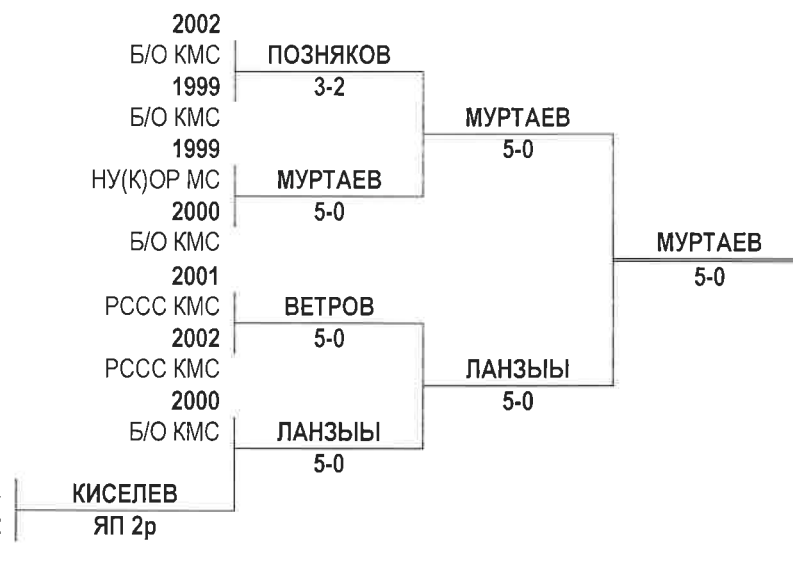 2002
Б/О КМС
ПОЗНЯКОВ
1999
3-2
Б/О КМС
МУРТАЕВ
1999
5-0
НУ(К)ОР МС
МУРТАЕВ
2000
5-0
Б/О КМС
МУРТАЕВ
2001
5-0
РССС КМС
ВЕТРОВ
2002
5-0
РССС КМС
ЛАНЗЫЫ
2000
5-0
Б/О КМС
ЛАНЗЫЫ
5-0
КИСЕЛЕВ
ЯП 2р